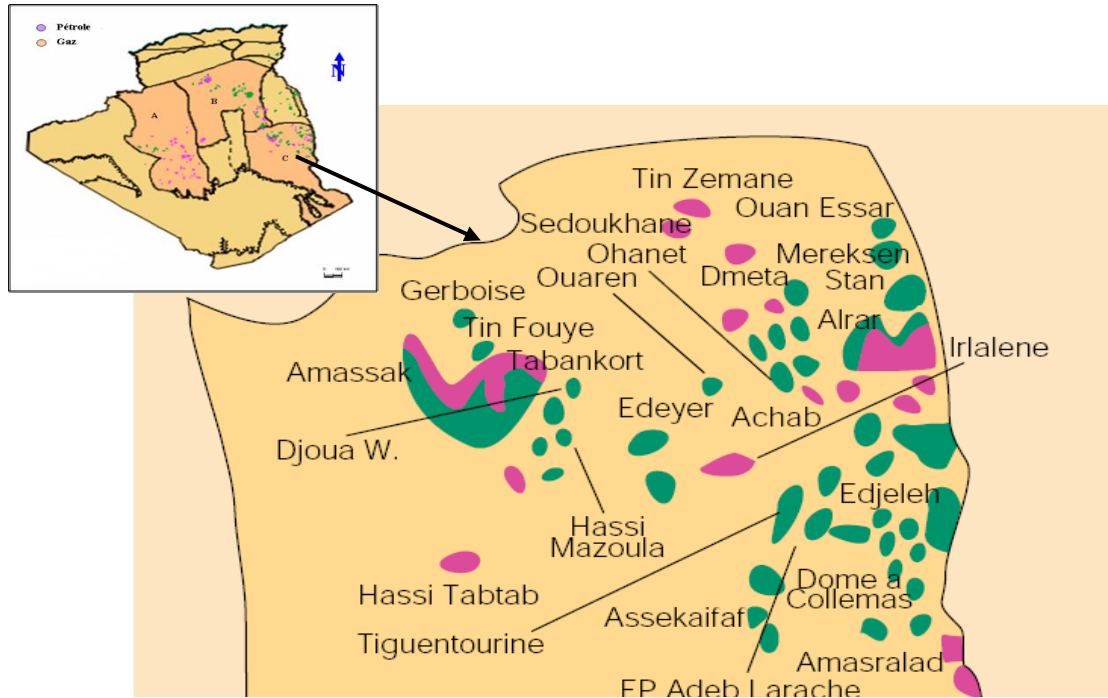 Pétrole
Gaz
N
A
B
C
Tin Zemane
Ouan Essar
Sedoukhane
Ohanet
Mereksen
Ouaren
Dmeta
Stan
Gerboise
Alrar
Tin Fouye
Tabankort
Irlalene
Amassak
Edeyer
Achab
Djoua W.
Edjeleh
Hassi
Mazoula
Hassi Tabtab
Dome a
Collemas
Assekaifaf
Tiguentourine
Amasralad
EP Adeb Larache